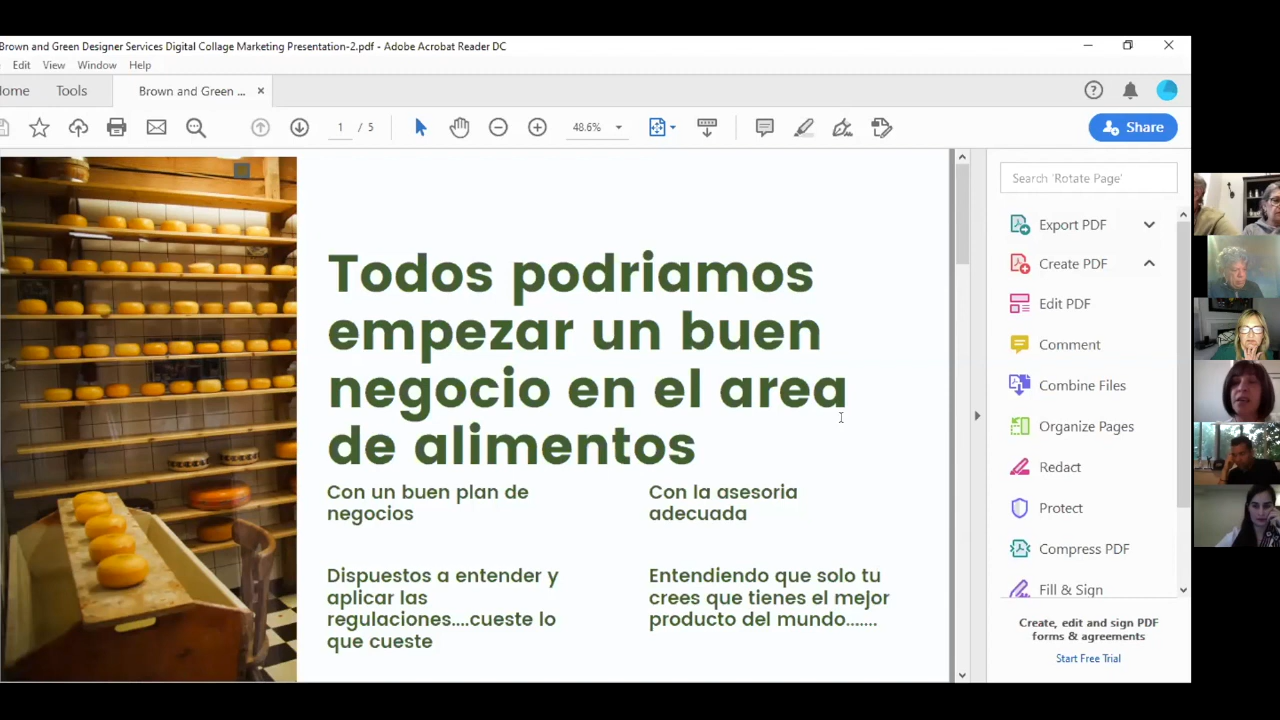 Brown and Green Designer Services Digital Collage Marketing Presentation-2.pdf - Adobe Acrobat Reader DC
Edit View Window Help
ome Tools Brown and Green ... ×
1 / 5 48.6% Share
Search 'Rotate Page'
Export PDF
Create PDF
Edit PDF
Comment
Combine Files
Organize Pages
Redact
Protect
Compress PDF
Fill & Sign
Create, edit and sign PDF
forms & agreements
Start Free Trial
Todos podriamos
empezar un buen
negocio en el area
de alimentos
Con un buen plan de
negocios
Con la asesoria
adecuada
Dispuestos a entender y
aplicar las
regulaciones....cueste lo
que cueste
Entendiendo que solo tu
crees que tienes el mejor
producto del mundo.......